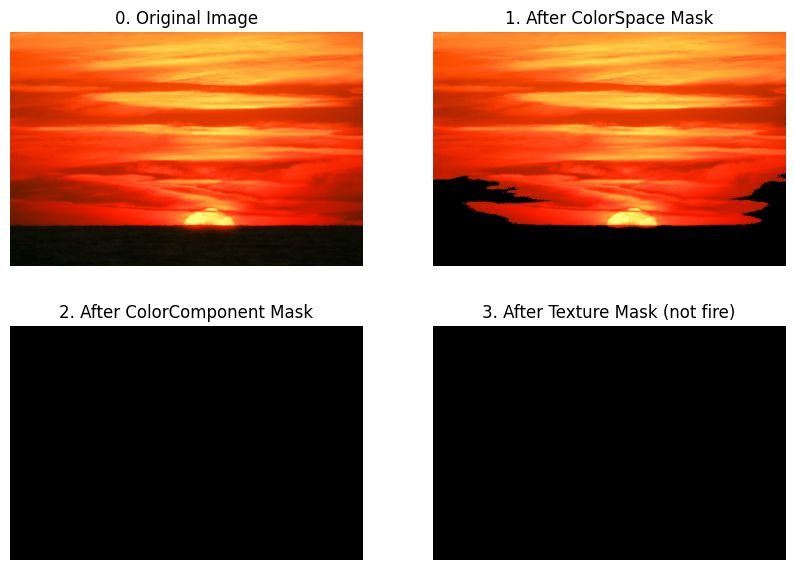 0. Original Image
1. After ColorSpace Mask
2. After ColorComponent Mask
3. After Texture Mask (not fire)